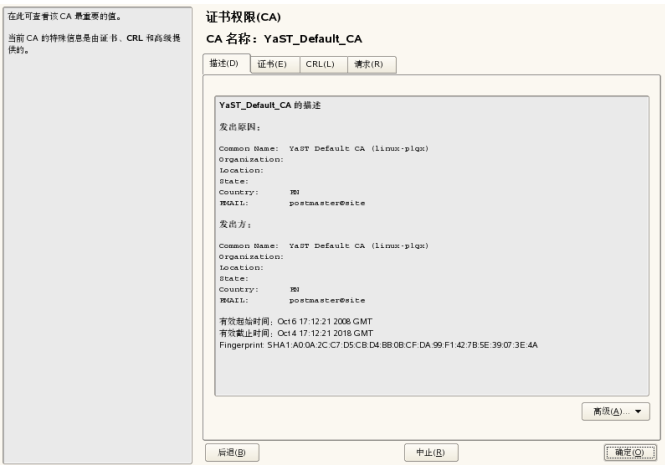 在此可查看该 CA 最重要的值。
当前 CA 的特殊信息是由证书、CRL 和高级提
供的。
证书权限(CA)
CA 名称：YaST_Default_CA
描述(D)
证书(E)
CRL(L)
请求(R)
YaST_Default_CA 的描述
发出原因：
Common Name: YaST Default CA (linux-plqx)
Organization:
Location:
State:
Country: EN
EMAIL: postmaster@site
发出方：
Common Name: YaST Default CA (linux-plqx)
Organization:
Location:
State:
Country: EN
EMAIL: postmaster@site
有效起始时间：Oct 6 17:12:21 2008 GMT
有效截止时间：Oct 4 17:12:21 2018 GMT
Fingerprint: SHA1:A0:0A:2C:C7:D5:CB:D4:BB:0B:CF:DA:99:F1:42:7B:5E:39:07:3E:4A
高级(A)...
后退(B)
中止(R)
确定(O)